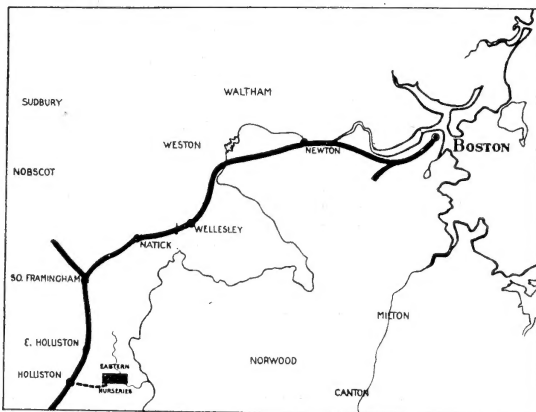 SUDBURY
WALTHAM
BOSTON
WESTON
NEWTON
NOBSCOT
WELLESLEY
NATICK
SO. FRAMINGHAM
MILTON
E. HOLLISTON
NORWOOD
HOLLISTON
EASTERN
NURSERIES
CANTON